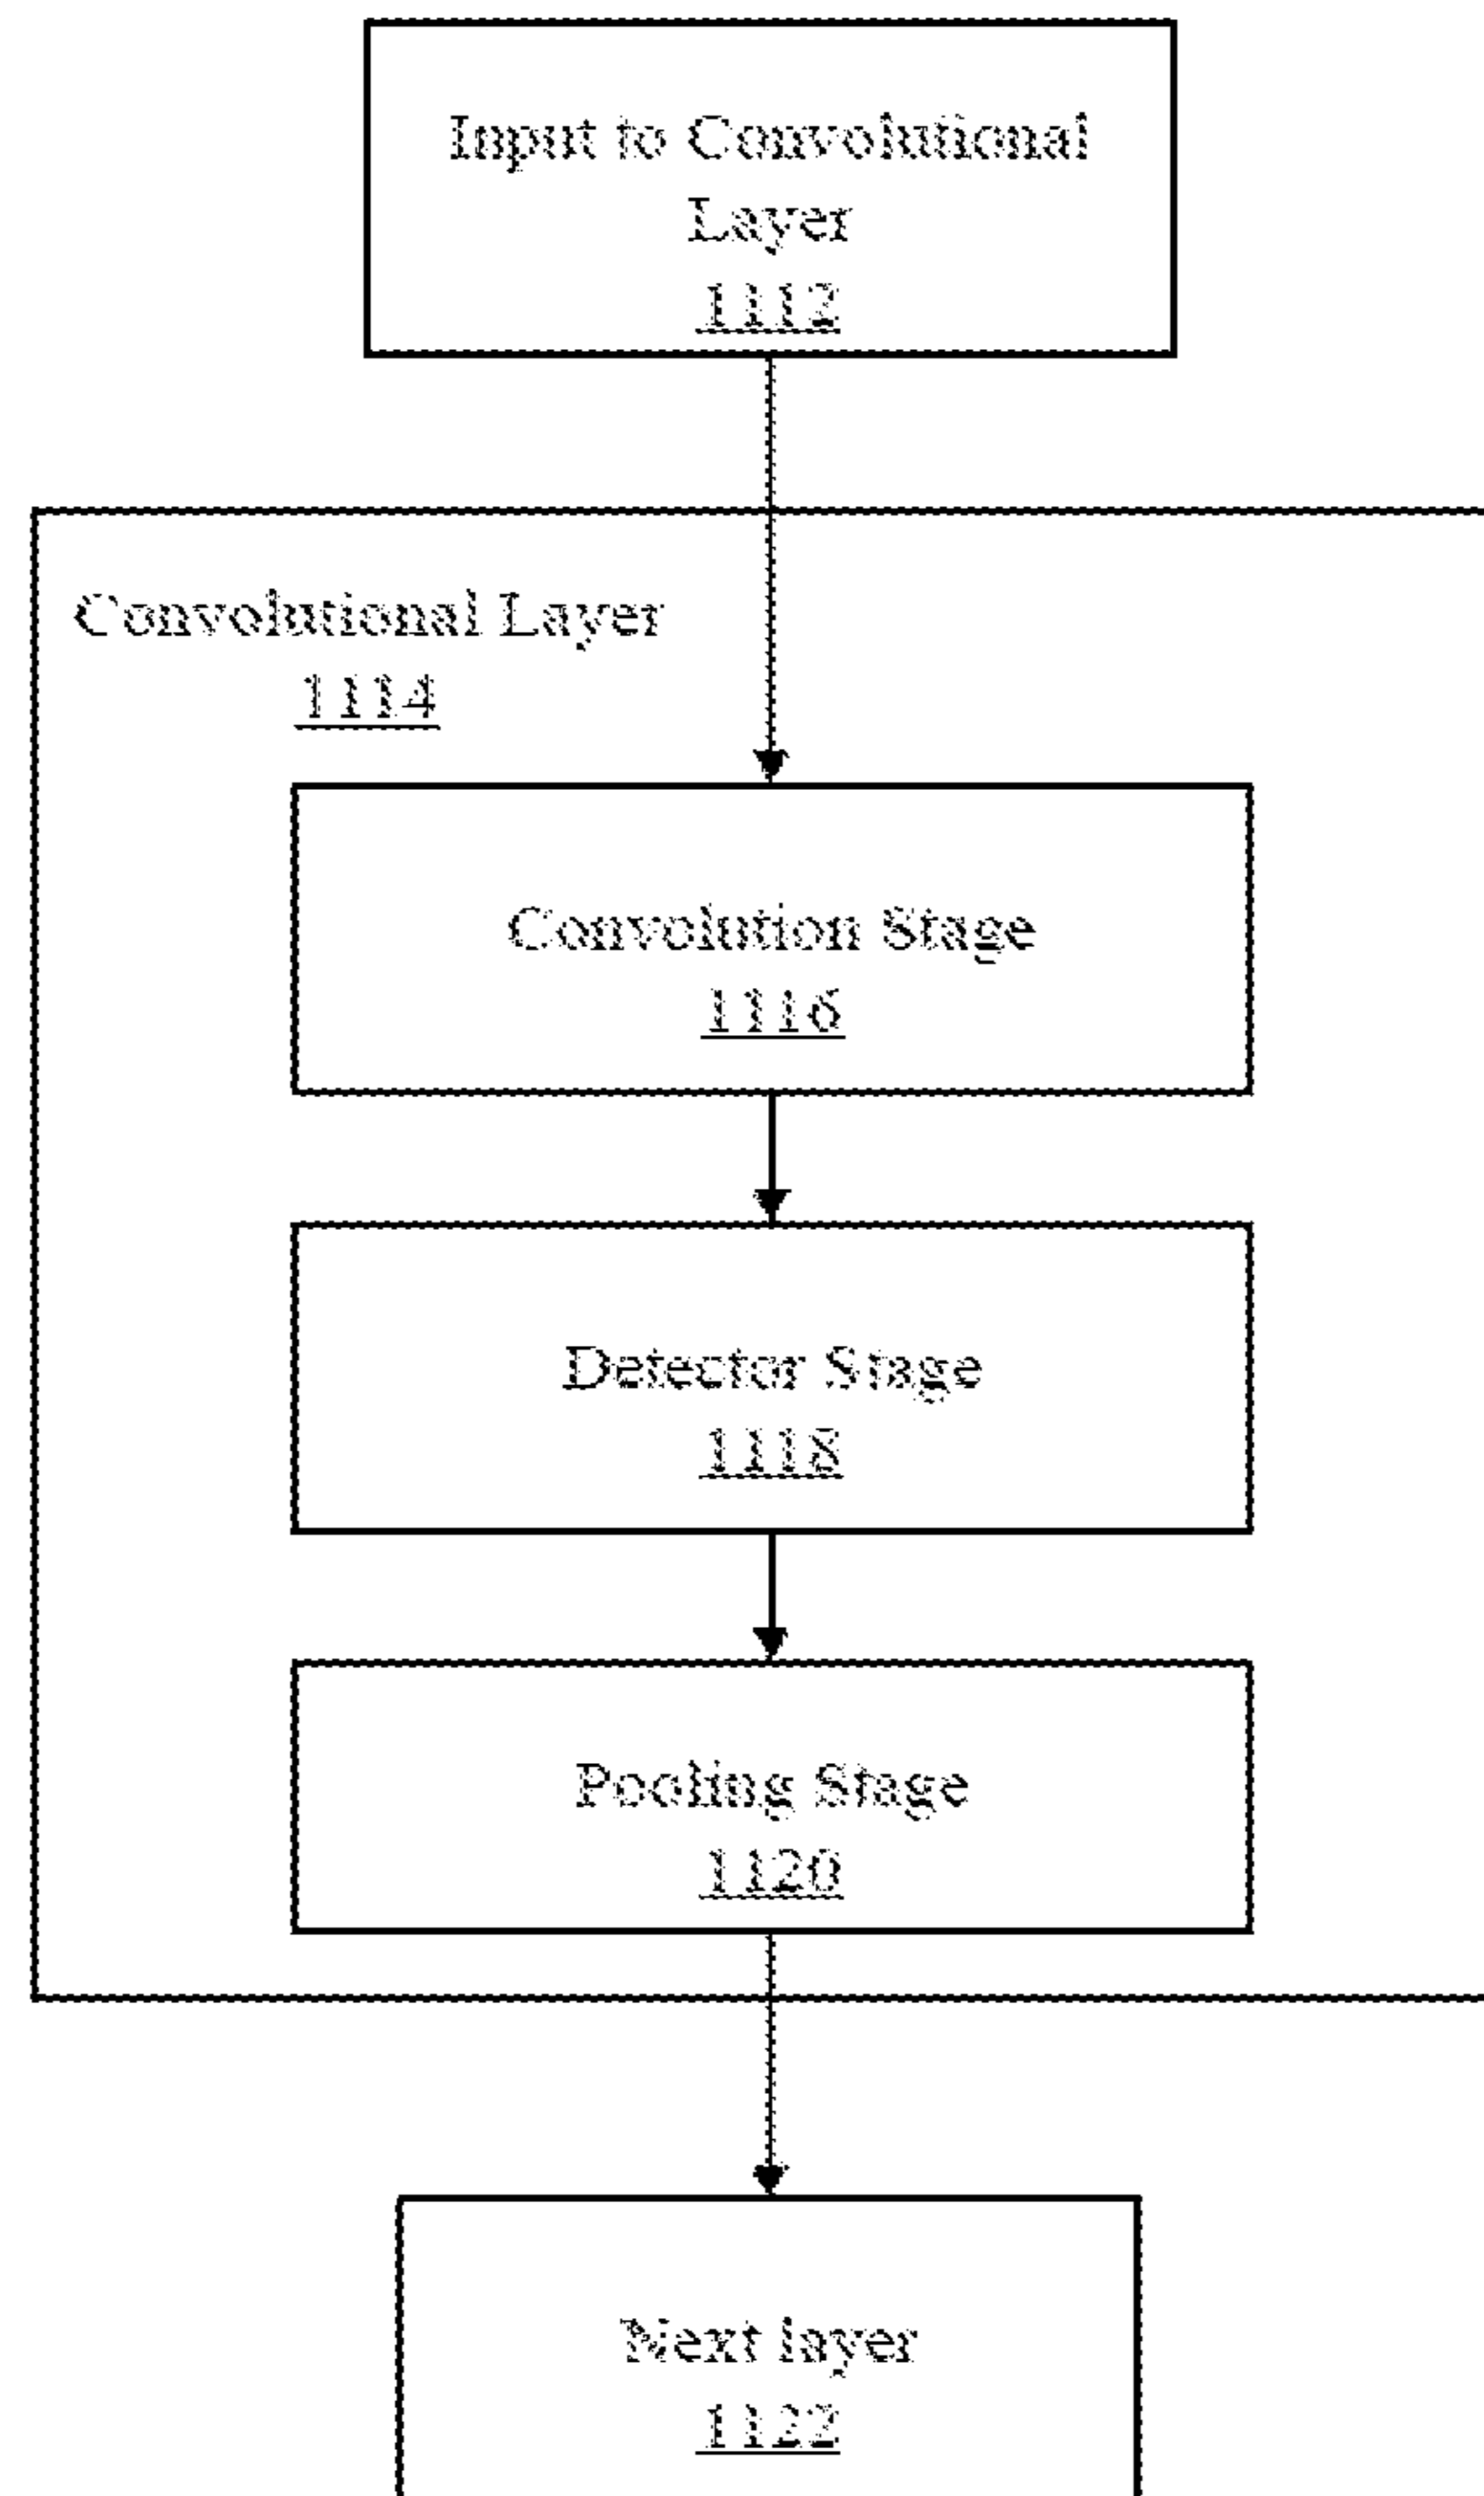 Input to Convolutional
Layer
1112
Convolutional Layer
1114
Convolution Stage
1116
Detector Stage
1118
Pooling Stage
1120
Next layer
1122